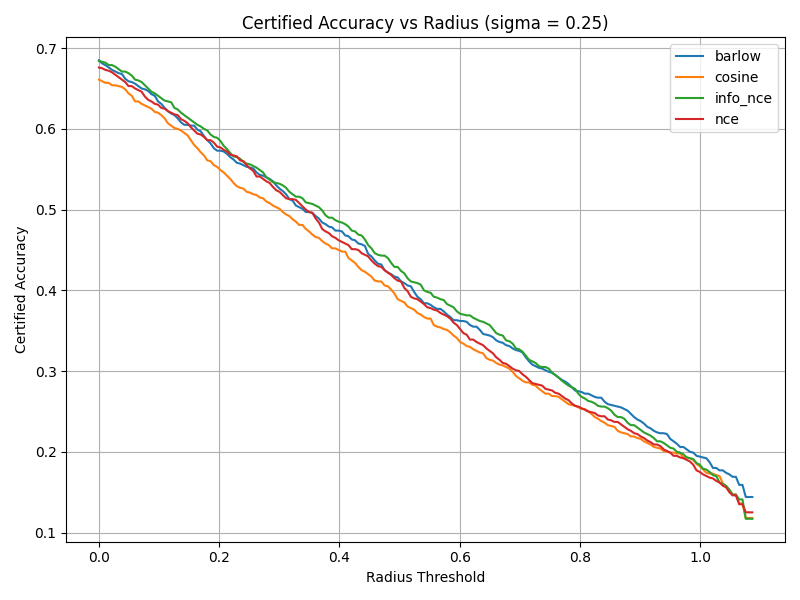 Certified Accuracy vs Radius (sigma = 0.25)
Certified Accuracy
0.7
0.6
0.5
0.4
0.3
0.2
0.1
barlow
cosine
info_nce
nce
0.0 0.2 0.4 0.6 0.8 1.0
Radius Threshold